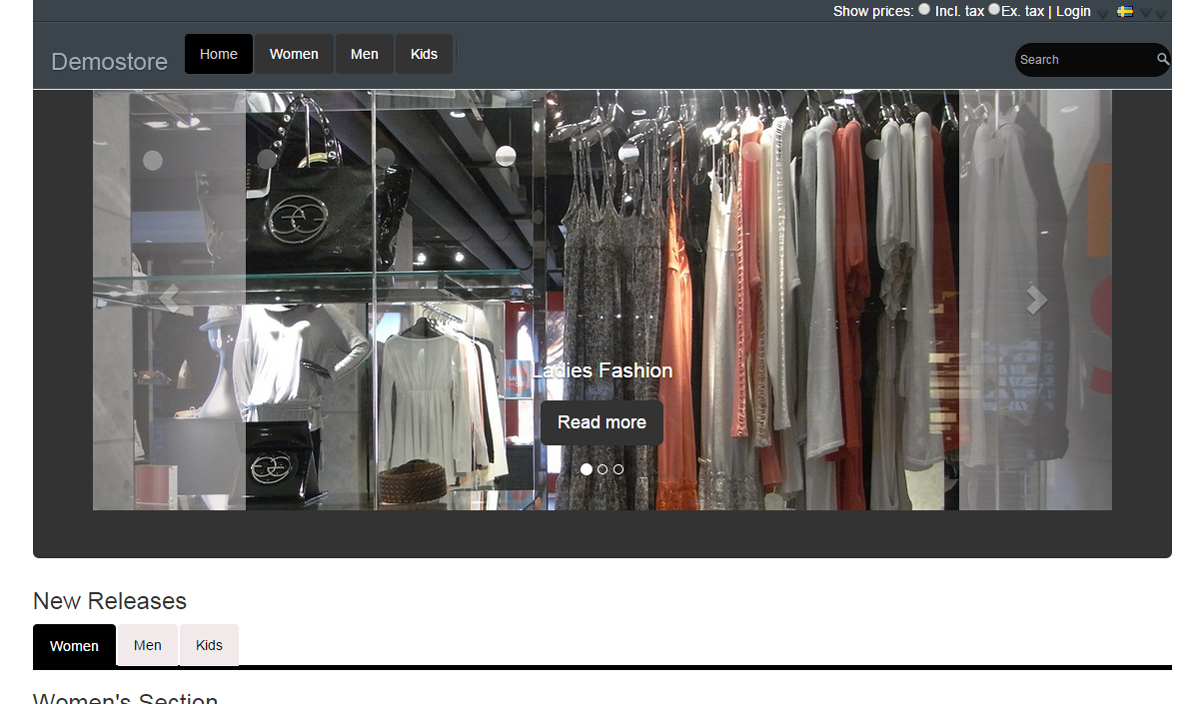 Show prices: Incl. tax Ex. tax | Login
Demostore
Home Women Men Kids
Search
Ladies Fashion
Read more
New Releases
Women Men Kids
Women's Section